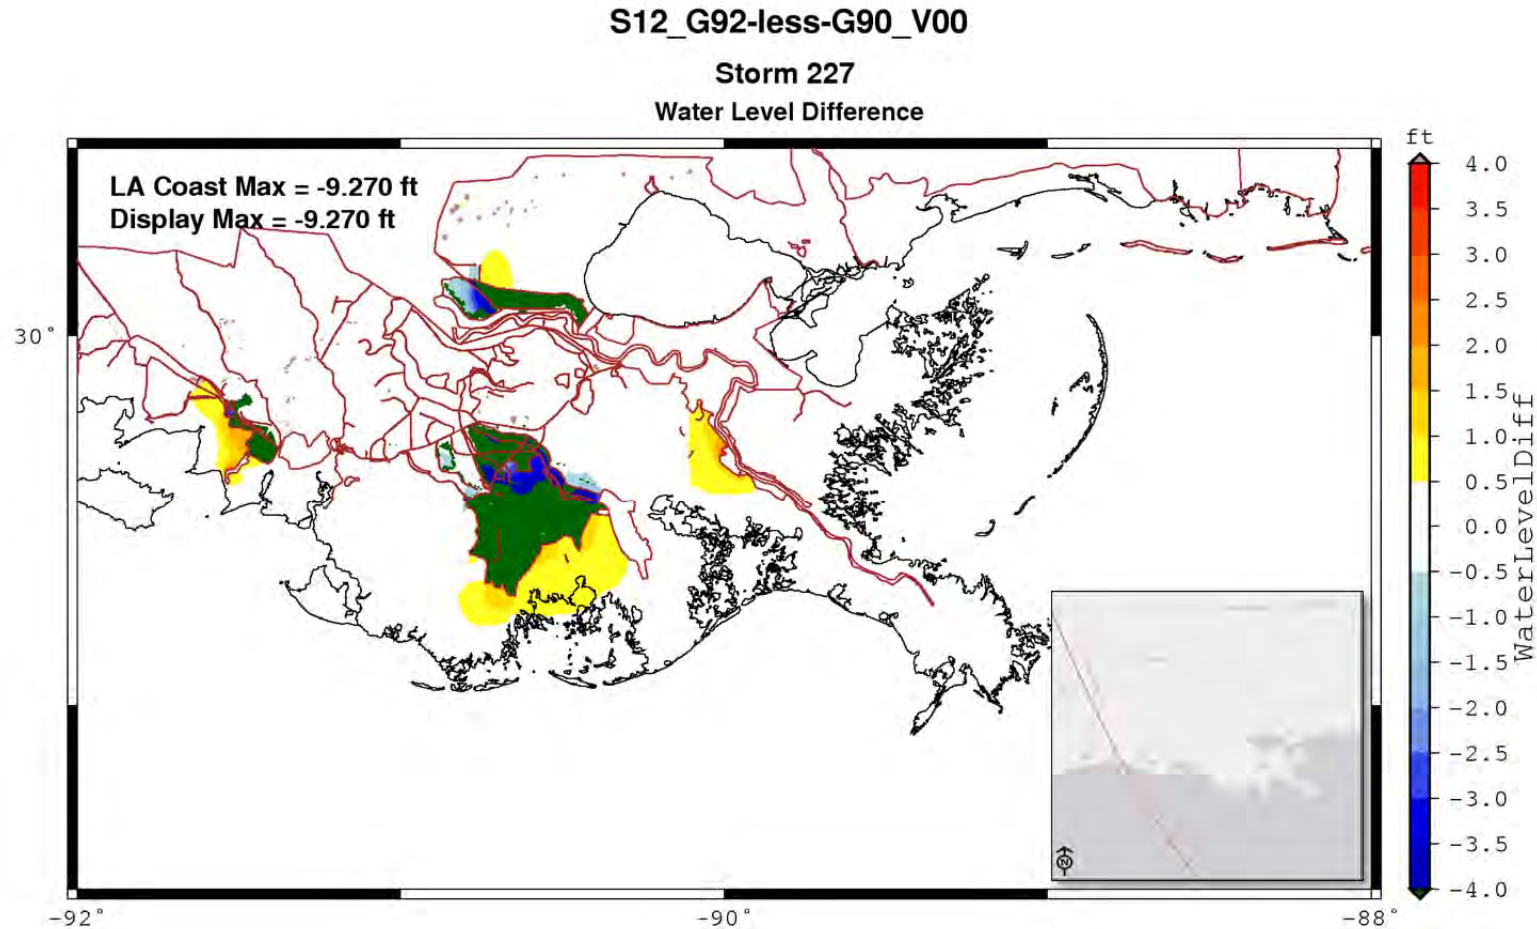 S12_G92-less-G90_V00
Storm 227
Water Level Difference
LA Coast Max = -9.270 ft
Display Max = -9.270 ft
30°
-92°
-90°
-88°
ft
4.0
3.5
3.0
2.5
2.0
1.5
1.0
0.5
0.0
-0.5
-1.0
-1.5
-2.0
-2.5
-3.0
-3.5
-4.0
WaterLevelDiff
N